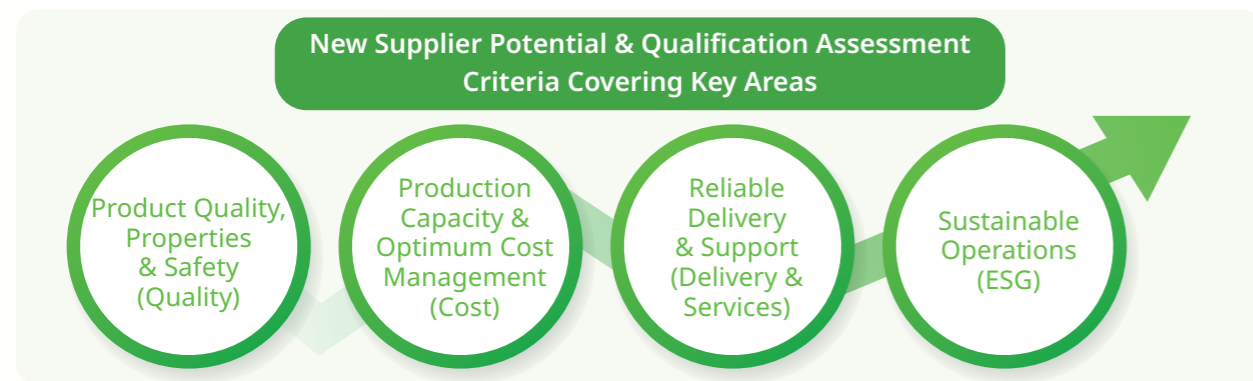 New Supplier Potential & Qualification Assessment
Criteria Covering Key Areas
Product Quality,
Properties
& Safety
(Quality)
Production
Capacity &
Optimum Cost
Management
(Cost)
Reliable
Delivery
& Support
(Delivery &
Services)
Sustainable
Operations
(ESG)